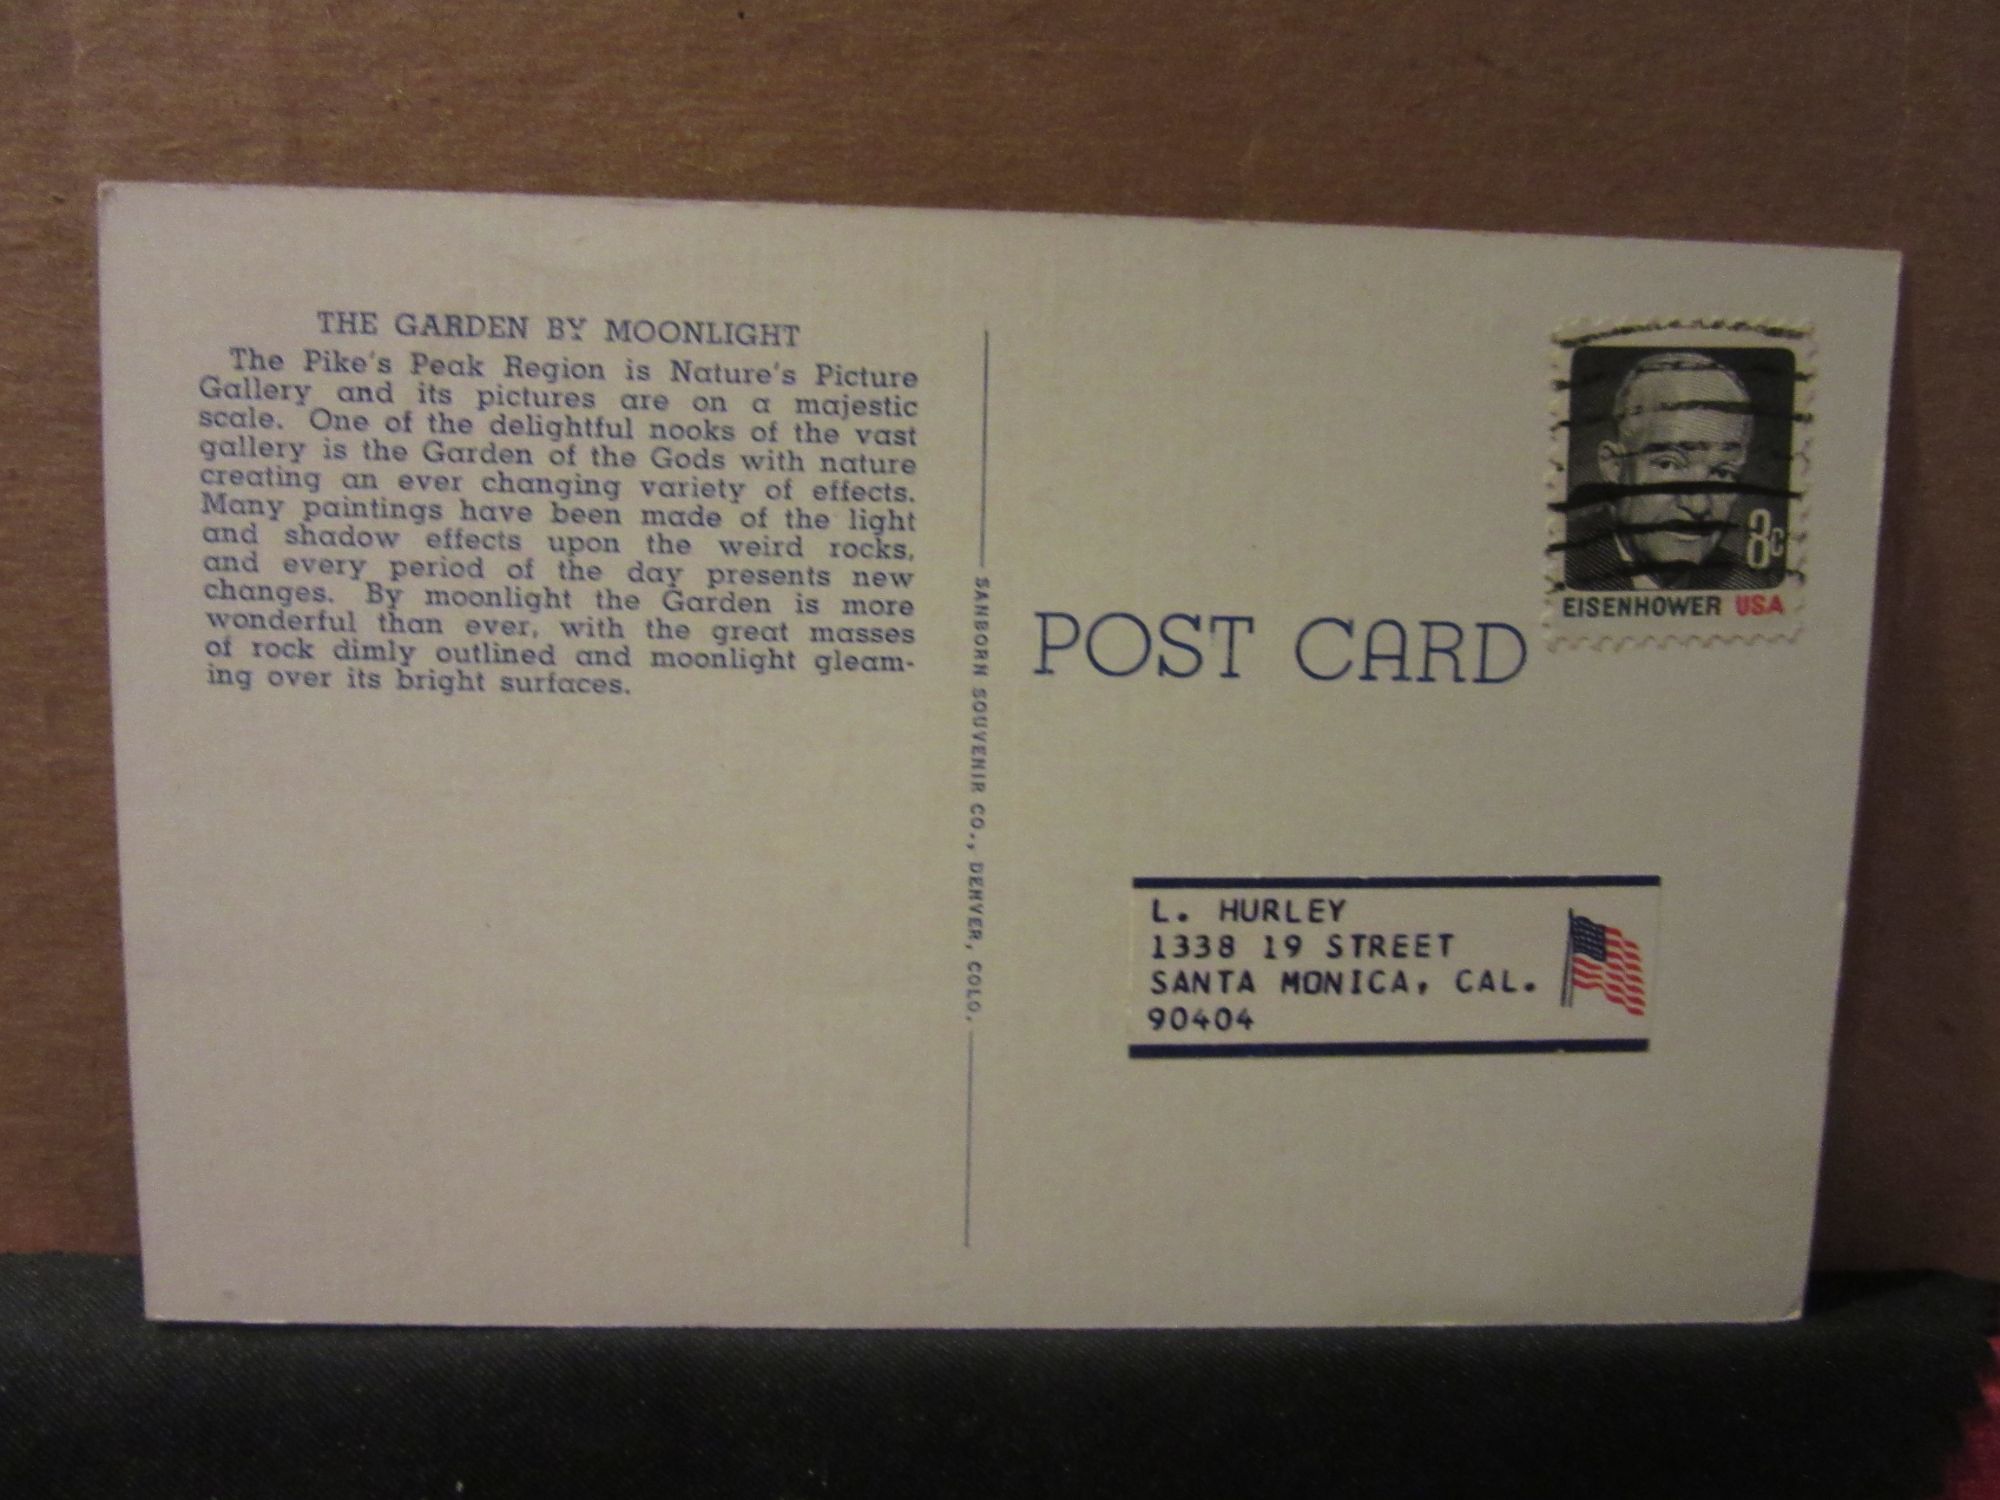 THE GARDEN BY MOONLIGHT
The Pike's Peak Region is Nature's Picture
Gallery and its pictures are on a majestic
scale. One of the delightful nooks of the vast
gallery is the Garden of the Gods with nature
creating an ever changing variety of effects.
Many paintings have been made of the light
and shadow effects upon the weird rocks,
and every period of the day presents new
changes. By moonlight the Garden is more
wonderful than ever, with the great masses
of rock dimly outlined and moonlight gleam-
ing over its bright surfaces.
SANBORN SOUVENIR CO., DENVER, COLO.
POST CARD
8c
EISENHOWER USA
L. HURLEY
1338 19 STREET
SANTA MONICA, CAL.
90404